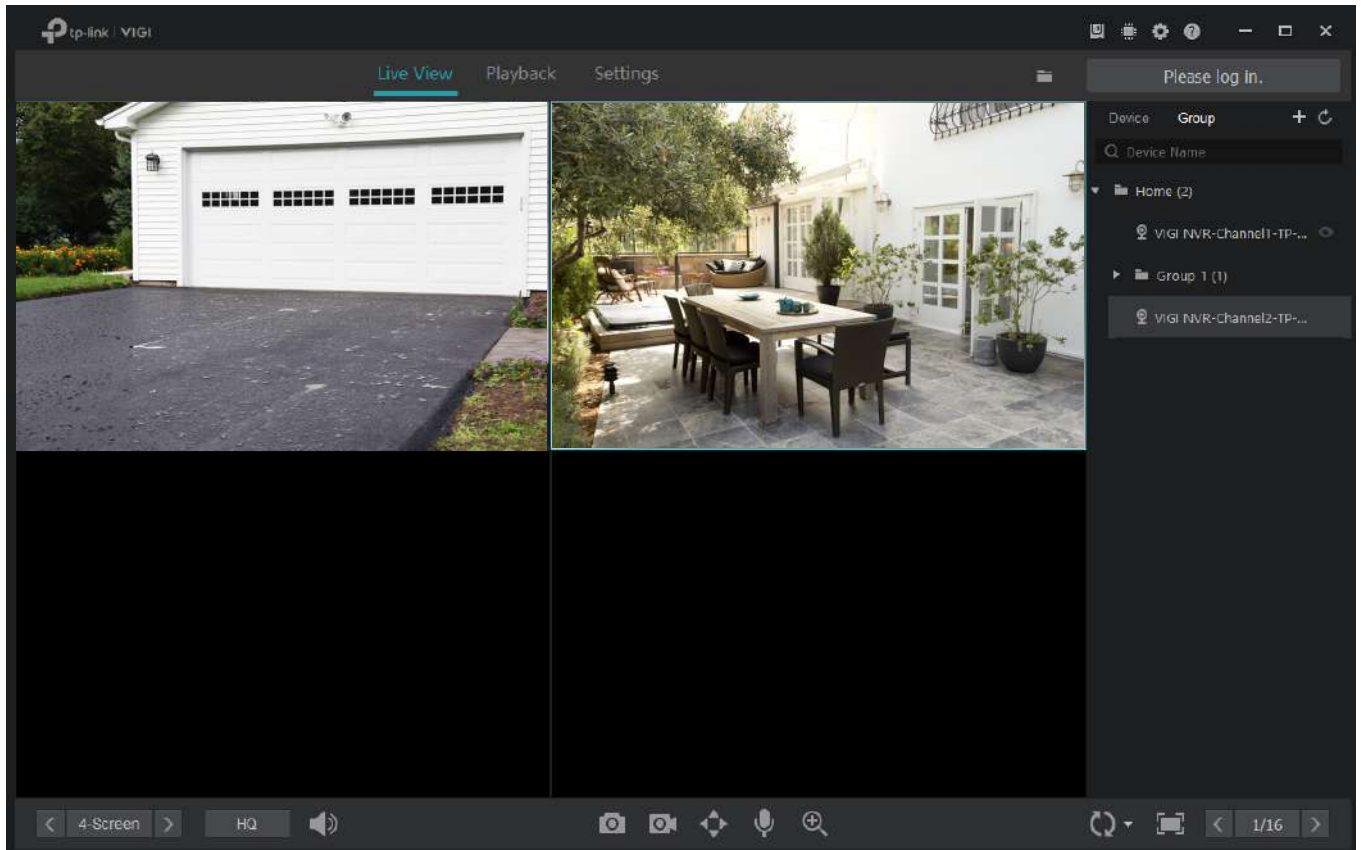 tp-link | VIGI
Live View Playback Settings
Please log in.
Device Group
Device Name
Home (2)
VIGI NVR-Channel1-TP-...
Group 1 (1)
VIGI NVR-Channel2-TP-...
4-Screen HQ 1/16